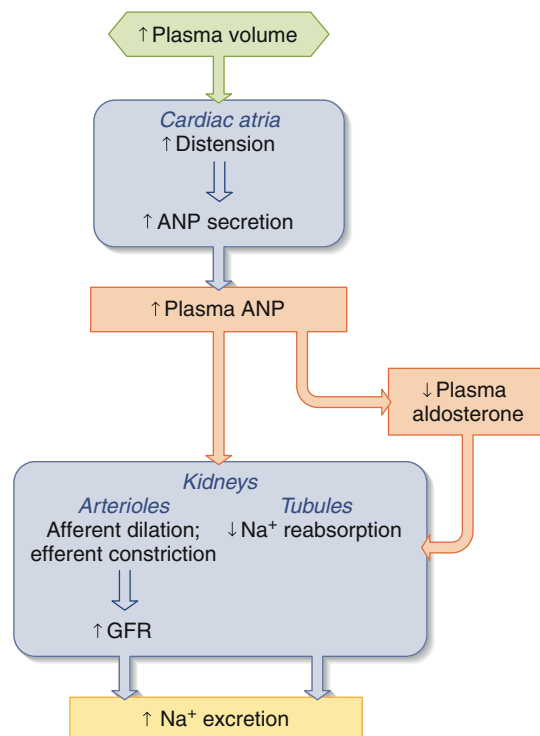 ↑ Plasma volume
Cardiac atria
↑ Distension
↑ ANP secretion
↑ Plasma ANP
↓ Plasma
aldosterone
Kidneys
Arterioles
Afferent dilation;
efferent constriction
↑ GFR
Tubules
↓ Na⁺ reabsorption
↑ Na⁺ excretion